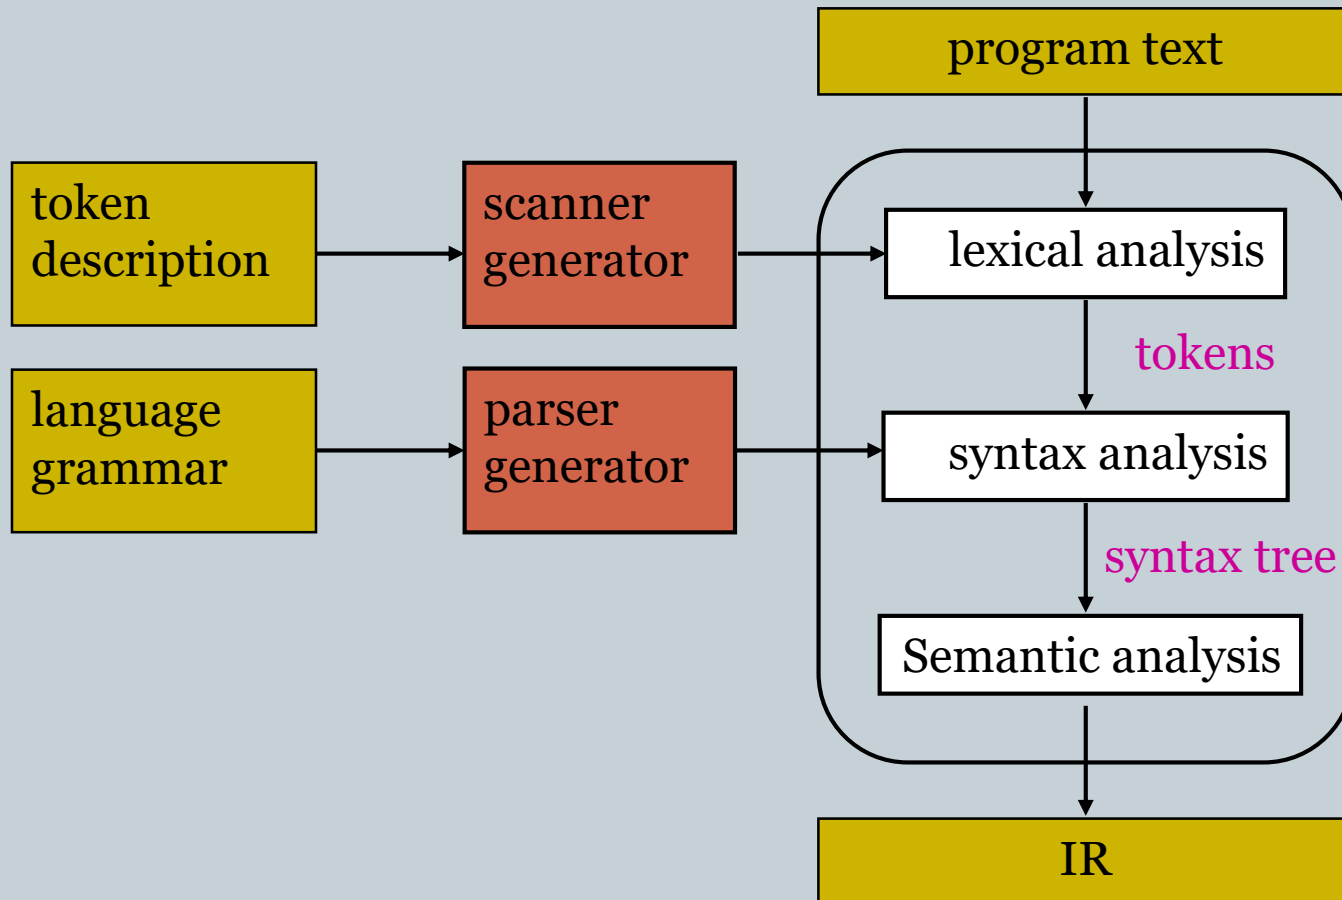 program text
token
description
scanner
generator
lexical analysis
tokens
language
grammar
parser
generator
syntax analysis
syntax tree
Semantic analysis
IR